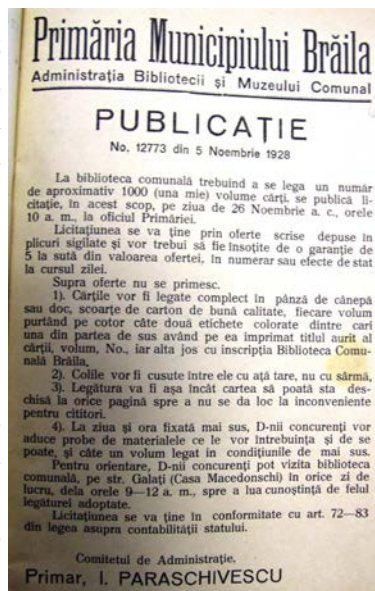 Primăria Municipiului Brăila
Administrația Bibliotecii și Muzeului Comunal
PUBLICAȚIE
No. 12773 din 5 Noembrie 1928
La biblioteca comunală trebuind a se lega un număr
de aproximativ 1000 (una mie) volume cărți, se publică li-
citație, în acest scop, pe ziua de 26 Noembrie a. c., orele
10 a. m., la oficiul Primăriei.
Licitațiunea se va ține prin oferte scrise depuse în
plicuri sigilate și vor trebui să fie însoțite de o garanție de
5 la sută din valoarea ofertei, în numerar sau efecte de stat
la cursul zilei.
Supra oferte nu se primesc.
1). Cărțile vor fi legate complect în pânză de cânepă
sau doc, scoarțe de carton de bună calitate, fiecare volum
purtând pe cotor câte două etichete colorate dintre cari
una din partea de sus având pe ea imprimat titlul aurit al
cărții, volum, No., iar alta jos cu inscripția Biblioteca Comu-
nală Brăila.
2). Colile vor fi cusute între ele cu ață tare, nu cu sârmă.
3). Legătura va fi așa încât cartea să poată sta des-
chisă la orice pagină spre a nu se da loc la inconveniente
pentru cititori.
4). La ziua și ora fixată mai sus, D-nii concurenți vor
aduce probe de materialele ce le vor întrebuința și de se
poate, și câte un volum legat în condițiunile de mai sus.
Pentru orientare, D-nii concurenți pot vizita biblioteca
comunală, pe str. Galați (Casa Macedonschi) în orice zi de
lucru, dela orele 9—12 a. m., spre a lua cunoștință de felul
legăturei adoptate.
Licitațiunea se va ține în conformitate cu art. 72—83
din legea asupra contabilității statului.
Comitetul de Administrație,
Primar, I. PARASCHIVESCU